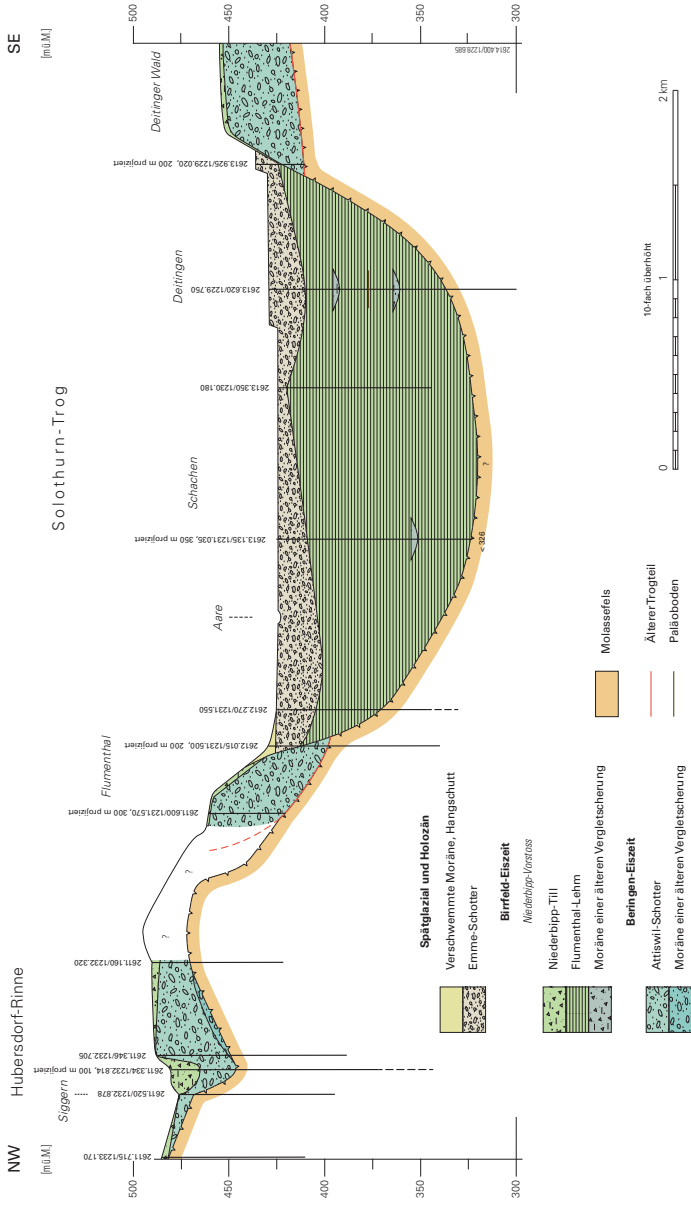 NW
Hubersdorf-Rinne
Solothurn-Trog
SE
[mü.M.]
[mü.M.]
Siggern
Flumenthal
Aare
Schachen
Deitingen
Deitinger Wald
500
450
400
350
300
500
450
400
350
300
2611.715/1233.170
2611.520/1232.878
2611.334/1232.814, 100 m projiziert
2611.346/1232.705
2611.160/1232.320
2611.600/1231.570, 300 m projiziert
2612.015/1231.500, 200 m projiziert
2612.270/1231.550
2613.135/1231.035, 350 m projiziert
2613.350/1230.180
2613.620/1229.750
2613.925/1229.020, 200 m projiziert
2614.400/1228.685
?
?
< 326
?
Spätglazial und Holozän
Verschwemmte Moräne, Hangschutt
Emme-Schotter
Birrfeld-Eiszeit
Niederbipp-Vorstoss
Niederbipp-Till
Flumenthal-Lehm
Moräne einer älteren Vergletscherung
Beringen-Eiszeit
Attiswil-Schotter
Moräne einer älteren Vergletscherung
Molassefels
Älterer Trogteil
Paläoboden
0
1
2 km
10-fach überhöht